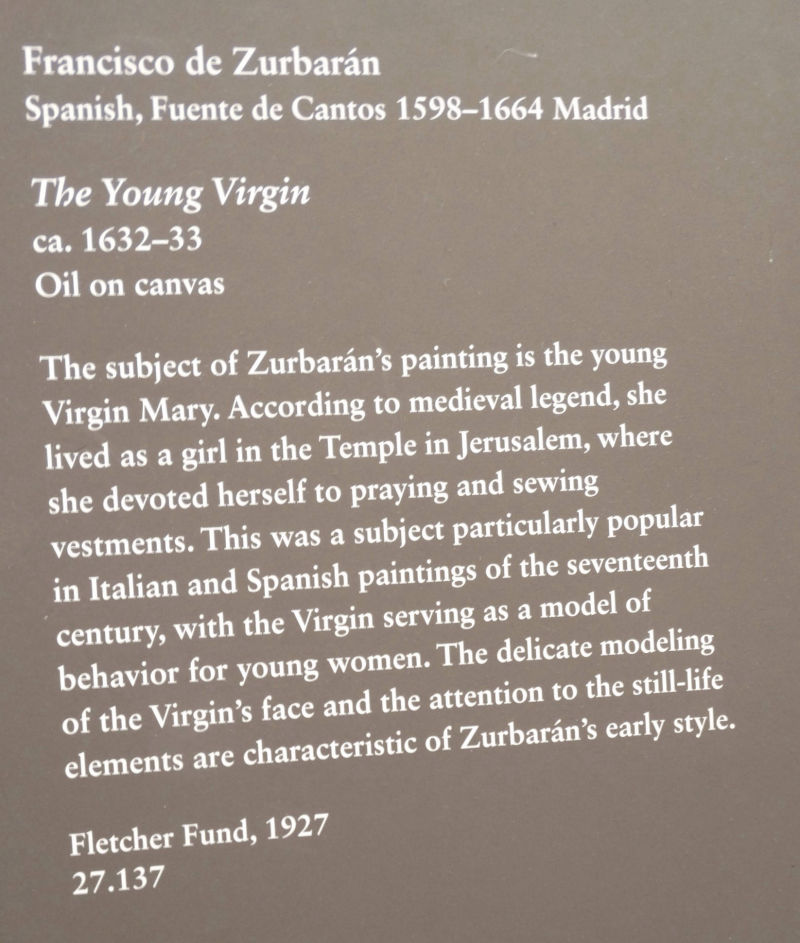 Francisco de Zurbarán
Spanish, Fuente de Cantos 1598–1664 Madrid
The Young Virgin
ca. 1632–33
Oil on canvas
The subject of Zurbarán’s painting is the young
Virgin Mary. According to medieval legend, she
lived as a girl in the Temple in Jerusalem, where
she devoted herself to praying and sewing
vestments. This was a subject particularly popular
in Italian and Spanish paintings of the seventeenth
century, with the Virgin serving as a model of
behavior for young women. The delicate modeling
of the Virgin’s face and the attention to the still-life
elements are characteristic of Zurbarán’s early style.
Fletcher Fund, 1927
27.137